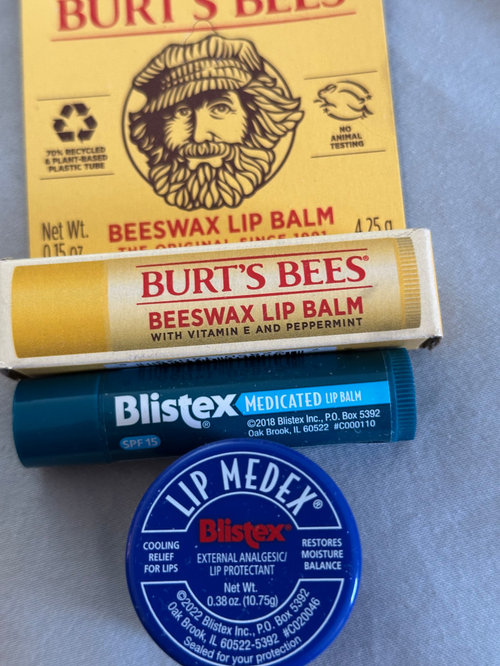 BURT'S BEES
70% RECYCLED
& PLANT-BASED
PLASTIC TUBE
NO
ANIMAL
TESTING
Net Wt.
0.15 oz
BEESWAX LIP BALM
4.25 g
THE ORIGINAL SINCE 1991
BURT'S BEES®
BEESWAX LIP BALM
WITH VITAMIN E AND PEPPERMINT
Blistex®
MEDICATED LIP BALM
SPF 15
©2018 Blistex Inc., P.O. Box 5392
Oak Brook, IL 60522 #C000110
LIP MEDEX®
Blistex®
COOLING
RELIEF
FOR LIPS
EXTERNAL ANALGESIC/
LIP PROTECTANT
RESTORES
MOISTURE
BALANCE
Net Wt.
0.38 oz. (10.75g)
©2022 Blistex Inc., P.O. Box 5392
Oak Brook, IL 60522-5392 #C020046
Sealed for your protection